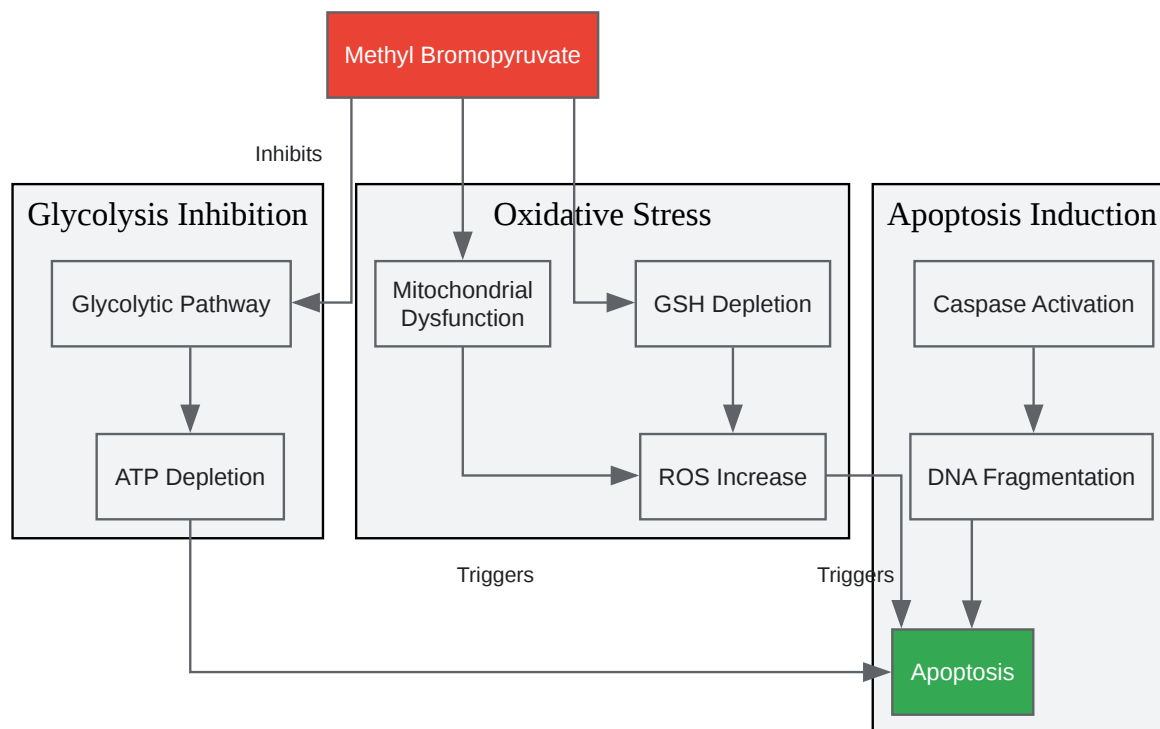 Methyl Bromopyruvate
Inhibits
Glycolysis Inhibition
Oxidative Stress
Apoptosis Induction
Glycolytic Pathway
Mitochondrial
Dysfunction
GSH Depletion
Caspase Activation
ATP Depletion
ROS Increase
DNA Fragmentation
Triggers
Triggers
Apoptosis